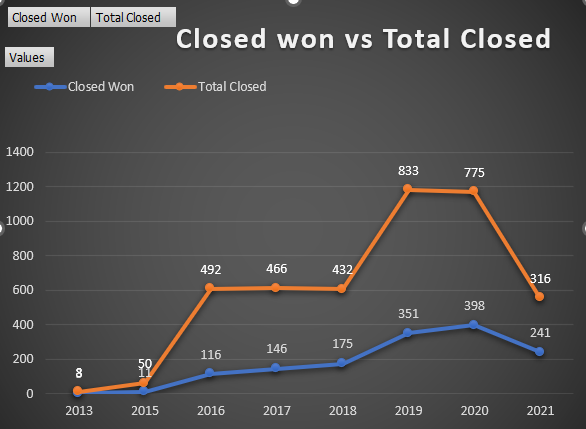 Closed Won Total Closed
Closed won vs Total Closed
Values
Closed Won Total Closed
1400
1200
1000
800
600
400
200
0
833 775
492 466 432
316
351 398
241
116 146 175
50
8 11
2013 2015 2016 2017 2018 2019 2020 2021